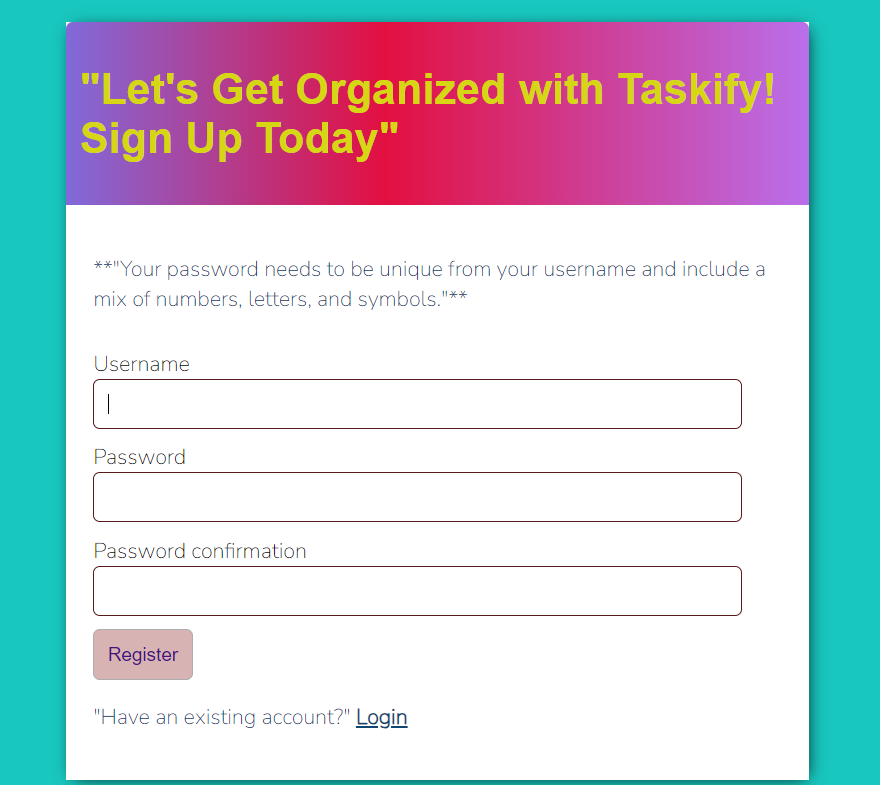 "Let's Get Organized with Taskify!
Sign Up Today"
**"Your password needs to be unique from your username and include a
mix of numbers, letters, and symbols."**
Username
Password
Password confirmation
Register
"Have an existing account?" Login